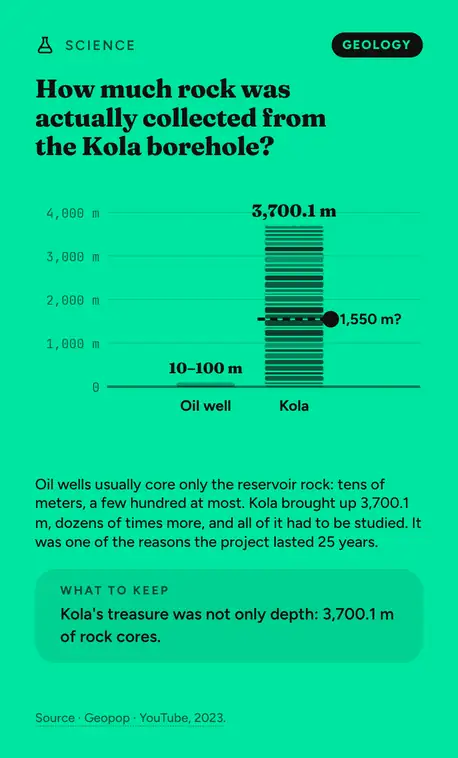 SCIENCE
GEOLOGY
How much rock was
actually collected from
the Kola borehole?
4,000 m
3,700.1 m
3,000 m
2,000 m
1,550 m?
1,000 m
10–100 m
0
Oil well
Kola
Oil wells usually core only the reservoir rock: tens of
meters, a few hundred at most. Kola brought up 3,700.1
m, dozens of times more, and all of it had to be studied. It
was one of the reasons the project lasted 25 years.
WHAT TO KEEP
Kola's treasure was not only depth: 3,700.1 m
of rock cores.
Source · Geopop · YouTube, 2023.